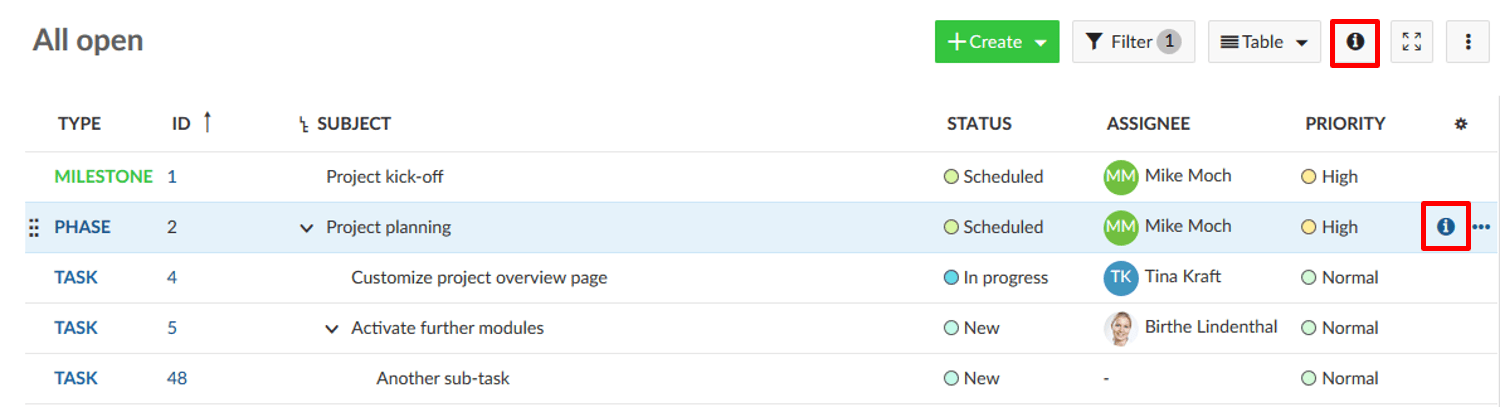 All open
Create Filter 1 Table
TYPE ID SUBJECT STATUS ASSIGNEE PRIORITY
MILESTONE 1 Project kick-off Scheduled MM Mike Moch High
PHASE 2 Project planning Scheduled MM Mike Moch High
TASK 4 Customize project overview page In progress TK Tina Kraft Normal
TASK 5 Activate further modules New Birthe Lindenthal Normal
TASK 48 Another sub-task New - Normal